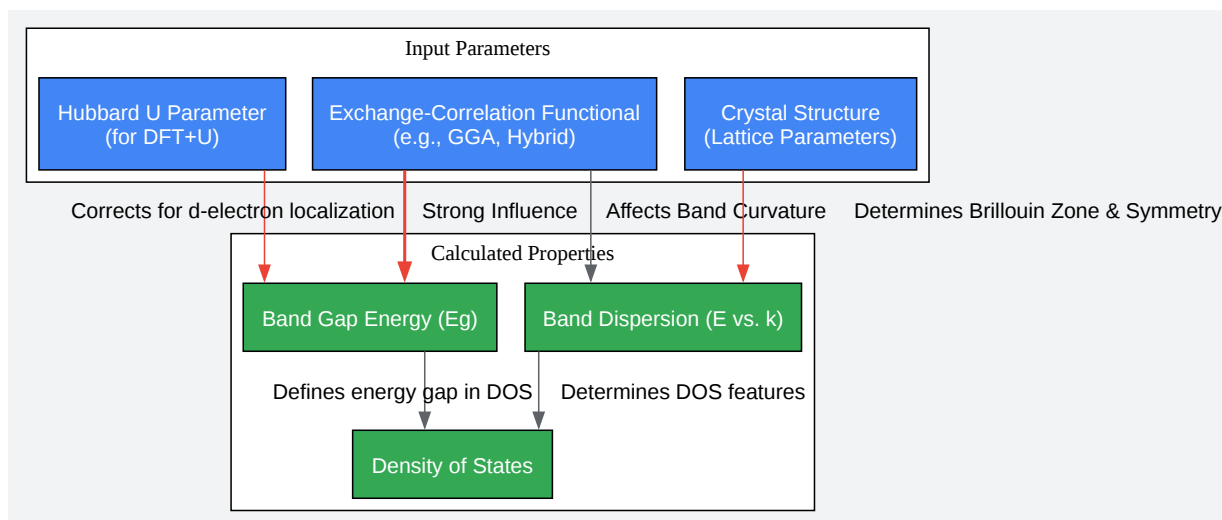 Input Parameters
Hubbard U Parameter
(for DFT+U)
Exchange-Correlation Functional
(e.g., GGA, Hybrid)
Crystal Structure
(Lattice Parameters)
Corrects for d-electron localization
Strong Influence
Affects Band Curvature
Determines Brillouin Zone & Symmetry
Calculated Properties
Band Gap Energy (Eg)
Band Dispersion (E vs. k)
Defines energy gap in DOS
Determines DOS features
Density of States